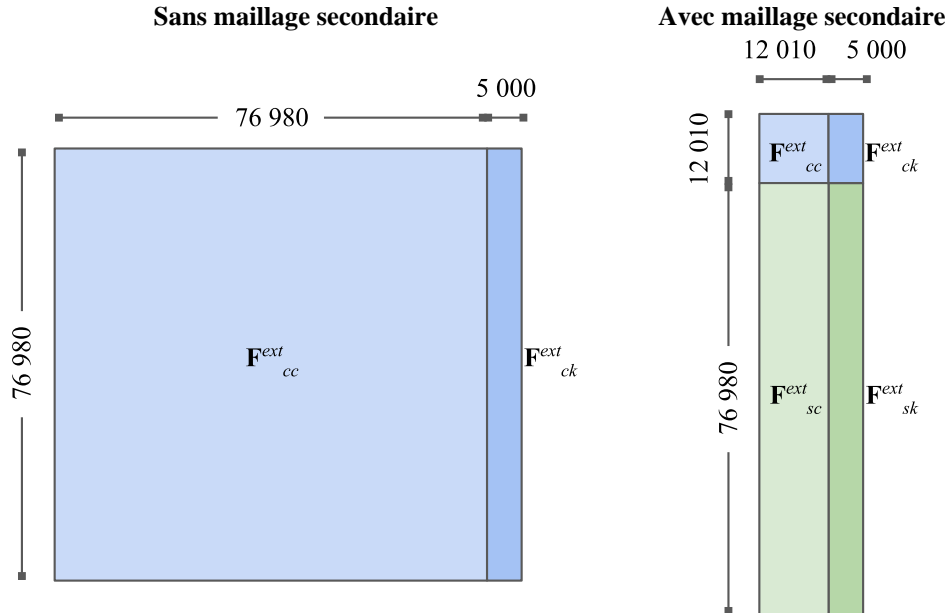 Sans maillage secondaire
5 000
76 980
76 980
F^ext_cc
F^ext_ck
Avec maillage secondaire
12 010
5 000
12 010
F^ext_cc
F^ext_ck
76 980
F^ext_sc
F^ext_sk